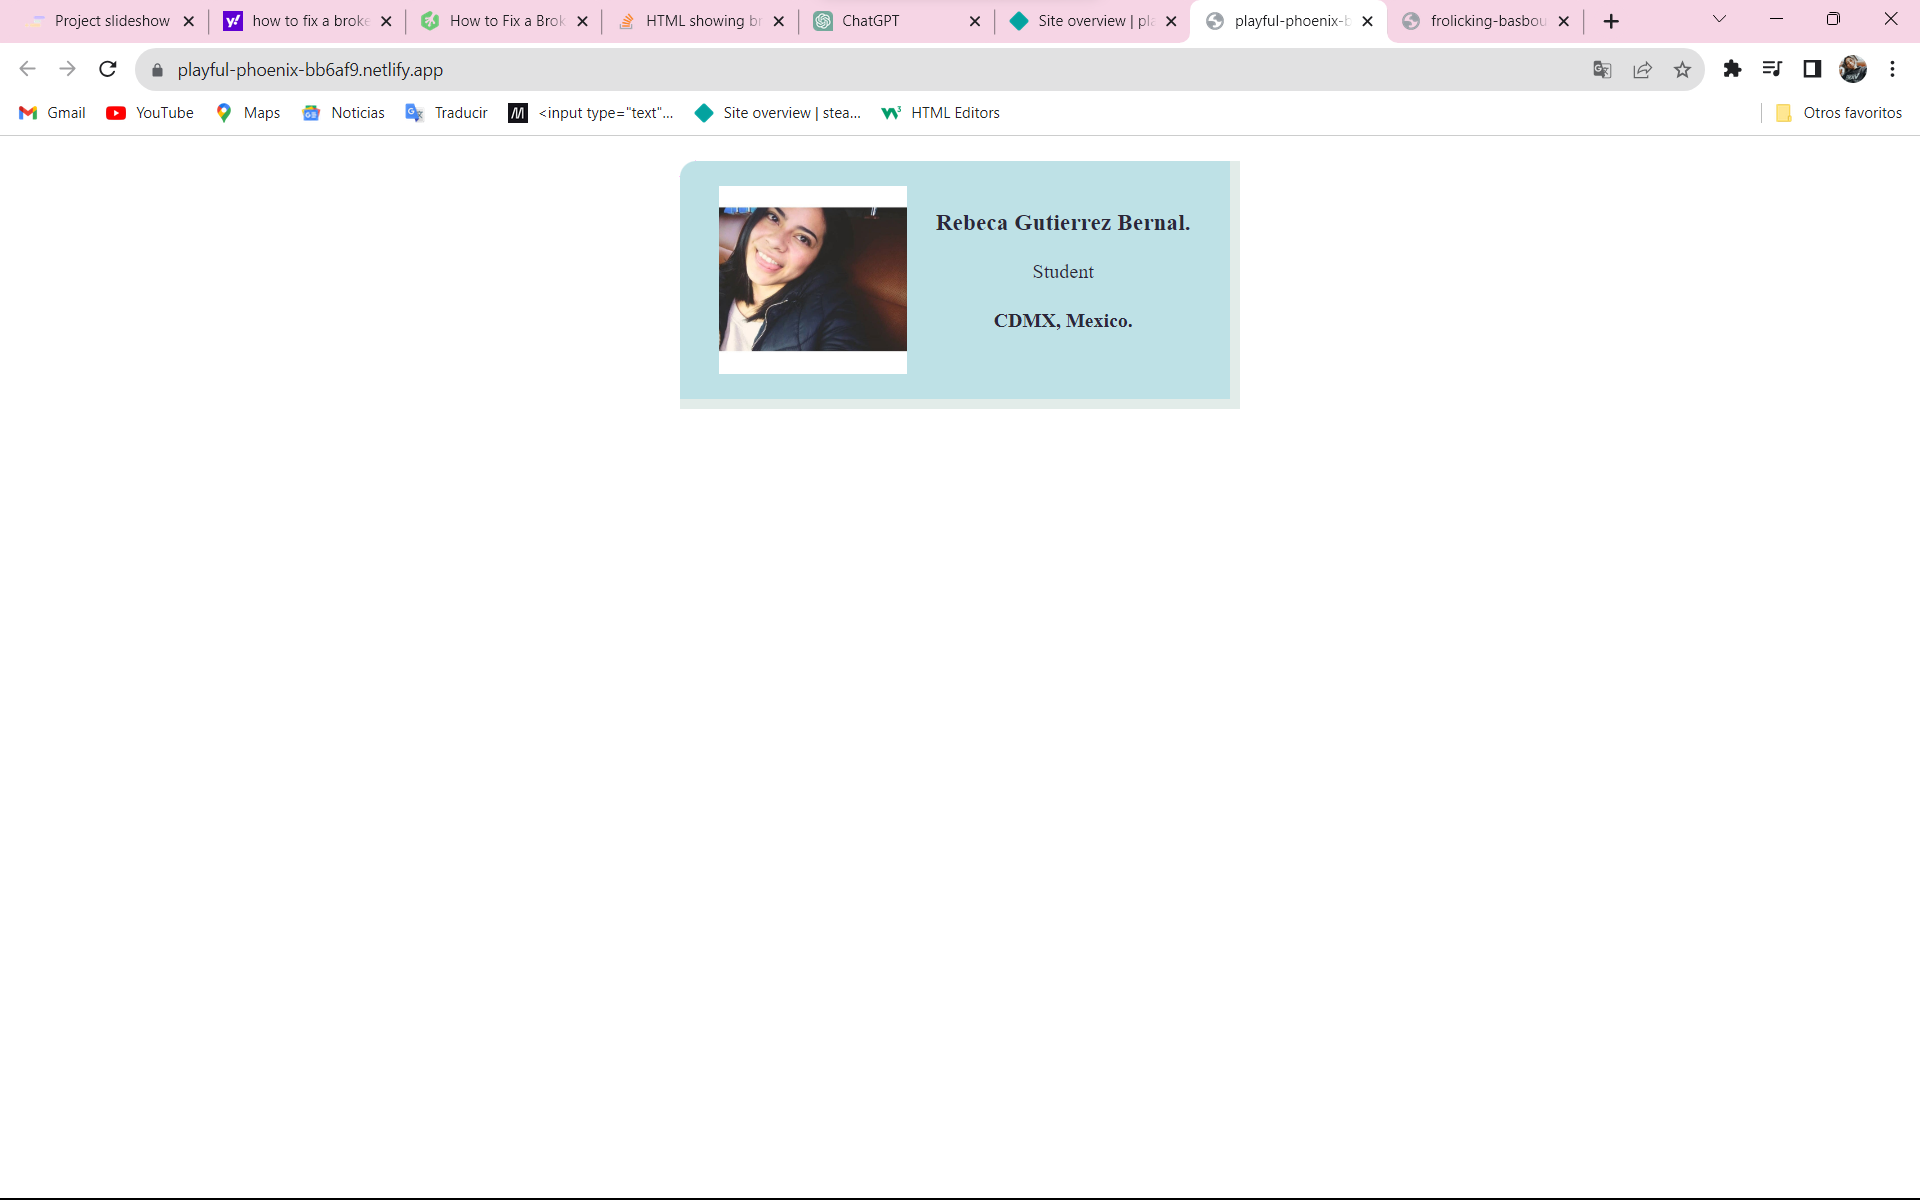 Project slideshow
how to fix a broke
How to Fix a Brok
HTML showing br
ChatGPT
Site overview | pla
playful-phoenix-b
frolicking-basbou
playful-phoenix-bb6af9.netlify.app
Gmail
YouTube
Maps
Noticias
Traducir
<input type="text"...
Site overview | stea...
HTML Editors
Otros favoritos
Rebeca Gutierrez Bernal.
Student
CDMX, Mexico.